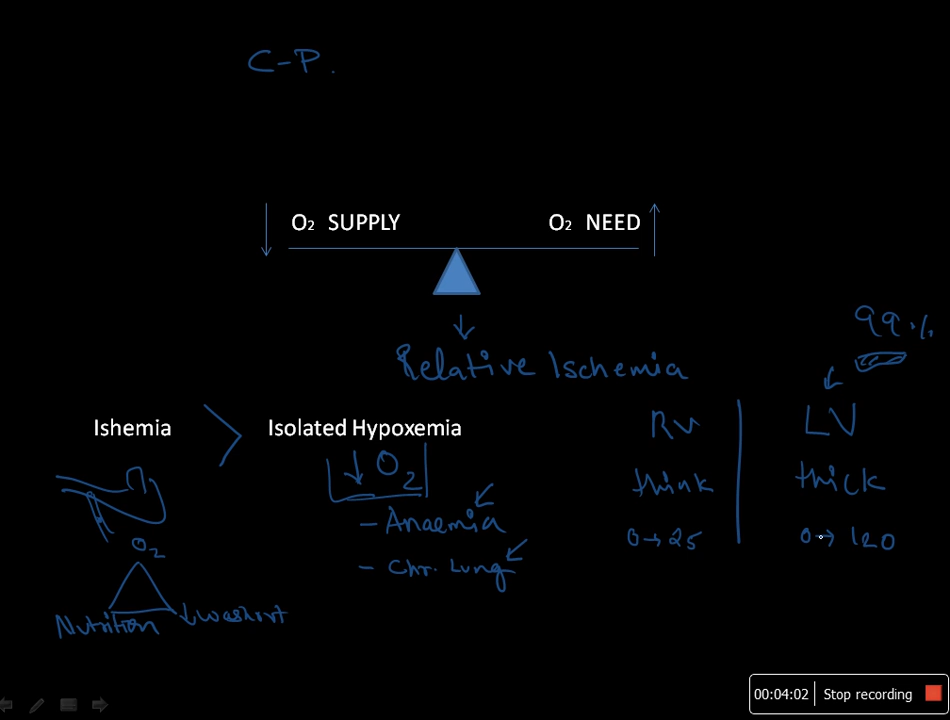 C-P.
O2 SUPPLY
O2 NEED
99%
Relative Ischemia
Ishemia
Isolated Hypoxemia
RV
LV
↓ O2
think
thick
- Anaemia
0→25
0→120
O2
- Chr. Lung
Nutrition
↓ washout
00:04:02
Stop recording